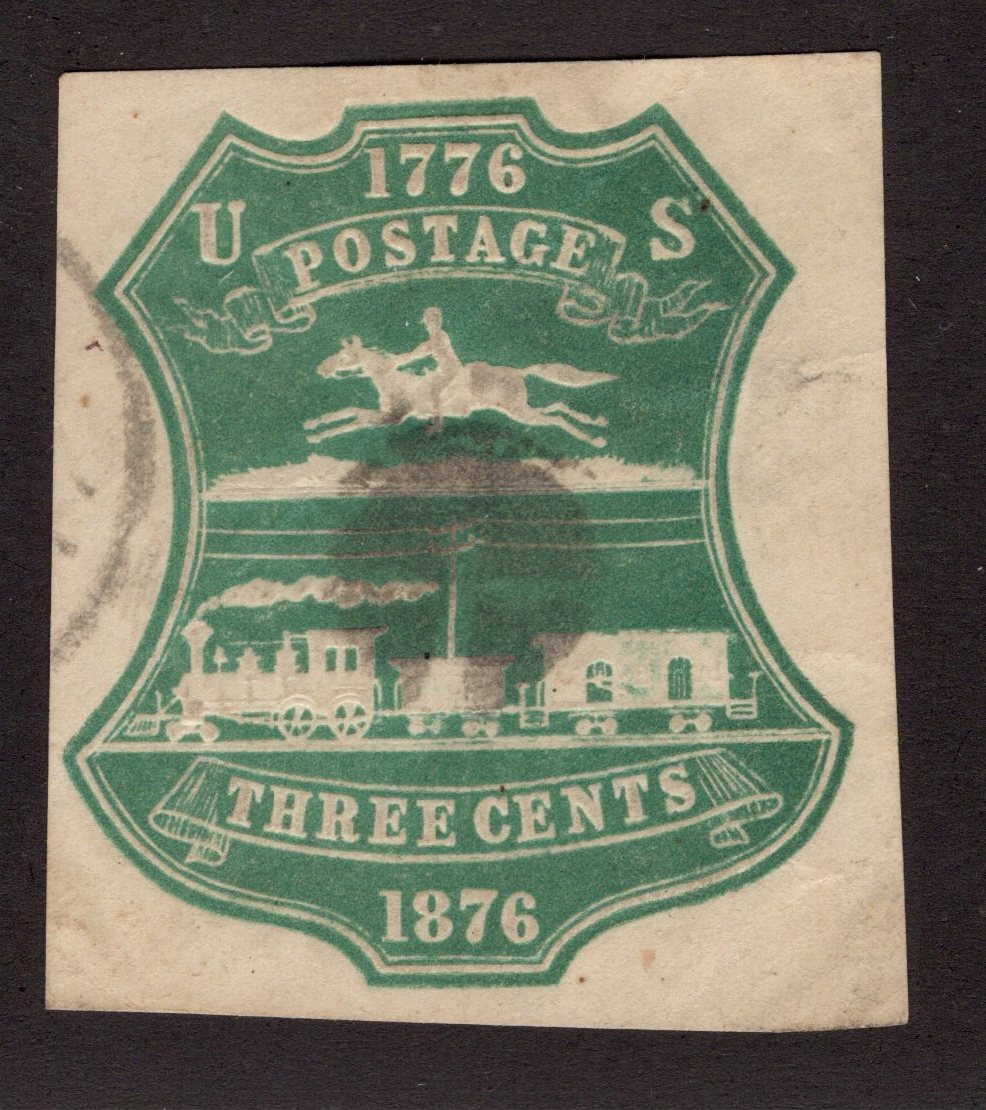 1776
U S
POSTAGE
THREE CENTS
1876